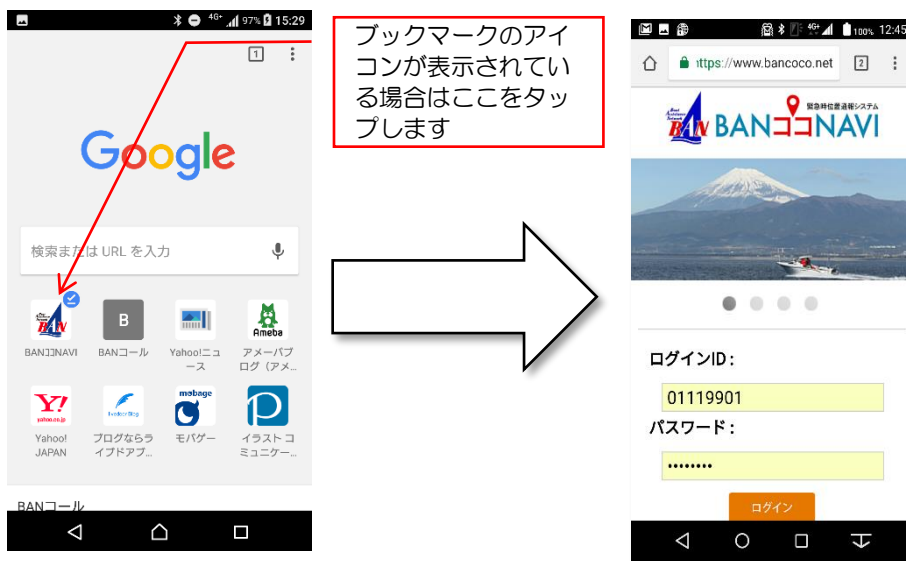 4G+ 97% 15:29
1
Google
検索または URL を入力
BAN
B
Ameba
BANココNAVI
BANコール
Yahoo!ニュ
ース
アメーバブ
ログ（アメ...
Y!
yahoo.co.jp
livedoor Blog
mobage
Yahoo!
JAPAN
ブログならラ
イブドアブ...
モバゲー
イラスト コ
ミュニケー...
BANコール
ブックマークのアイ
コンが表示されてい
る場合はここをタッ
プします
4G+ 100% 12:45
ttps://www.bancoco.net
2
緊急時位置通報システム
BAN BANココNAVI
ログインID :
01119901
パスワード :
••••••••
ログイン